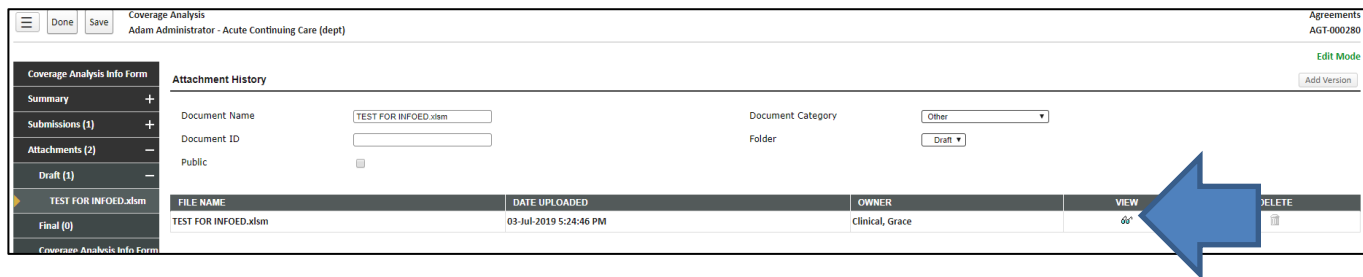 Done Save
Coverage Analysis
Adam Administrator - Acute Continuing Care (dept)
Agreements
AGT-000280
Edit Mode
Coverage Analysis Info Form
Summary +
Submissions (1) +
Attachments (2) −
Draft (1) −
TEST FOR INFOED.xlsm
Final (0)
Coverage Analysis Info Form
Attachment History
Add Version
Document Name TEST FOR INFOED.xlsm
Document Category Other
Document ID
Folder Draft
Public
FILE NAME DATE UPLOADED OWNER VIEW DELETE
TEST FOR INFOED.xlsm 03-Jul-2019 5:24:46 PM Clinical, Grace